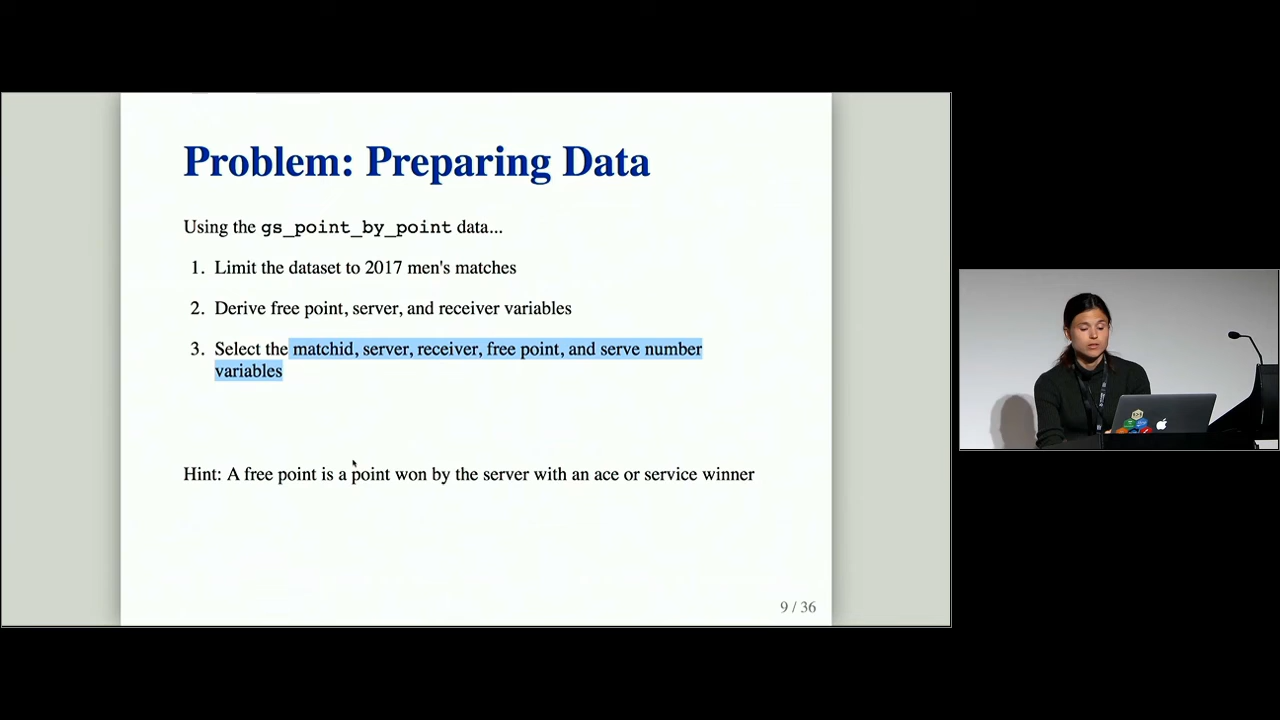 Problem: Preparing Data
Using the gs_point_by_point data...
1. Limit the dataset to 2017 men's matches
2. Derive free point, server, and receiver variables
3. Select the matchid, server, receiver, free point, and serve number
variables
Hint: A free point is a point won by the server with an ace or service winner
9 / 36